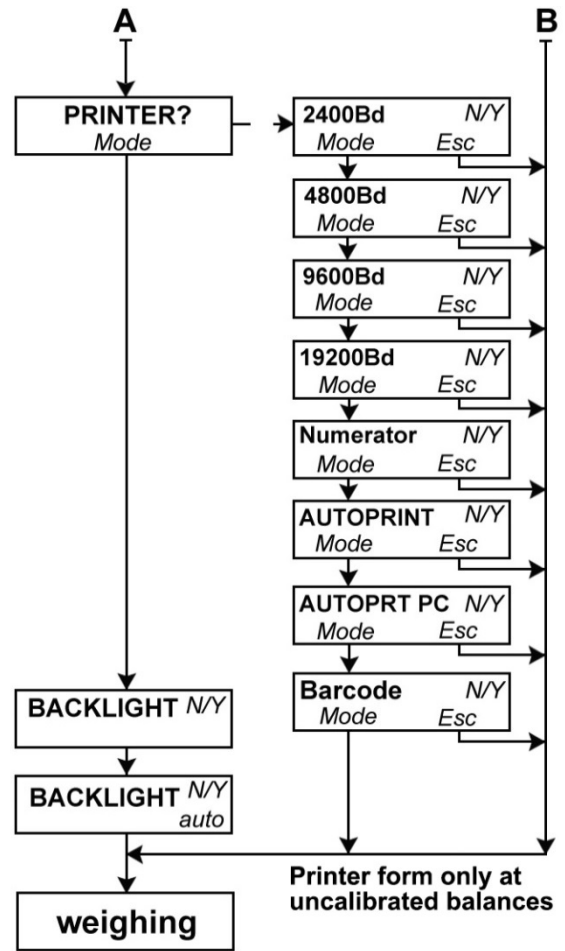 A
B
PRINTER?
Mode
2400Bd N/Y
Mode Esc
4800Bd N/Y
Mode Esc
9600Bd N/Y
Mode Esc
19200Bd N/Y
Mode Esc
Numerator N/Y
Mode Esc
AUTOPRINT N/Y
Mode Esc
AUTOPRT PC N/Y
Mode Esc
Barcode N/Y
Mode Esc
BACKLIGHT N/Y
BACKLIGHT N/Y
auto
Printer form only at
uncalibrated balances
weighing